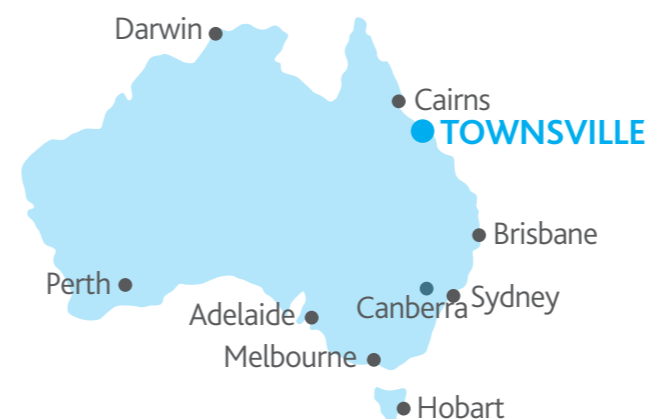 Darwin
Cairns
TOWNSVILLE
Brisbane
Perth
Sydney
Canberra
Adelaide
Melbourne
Hobart